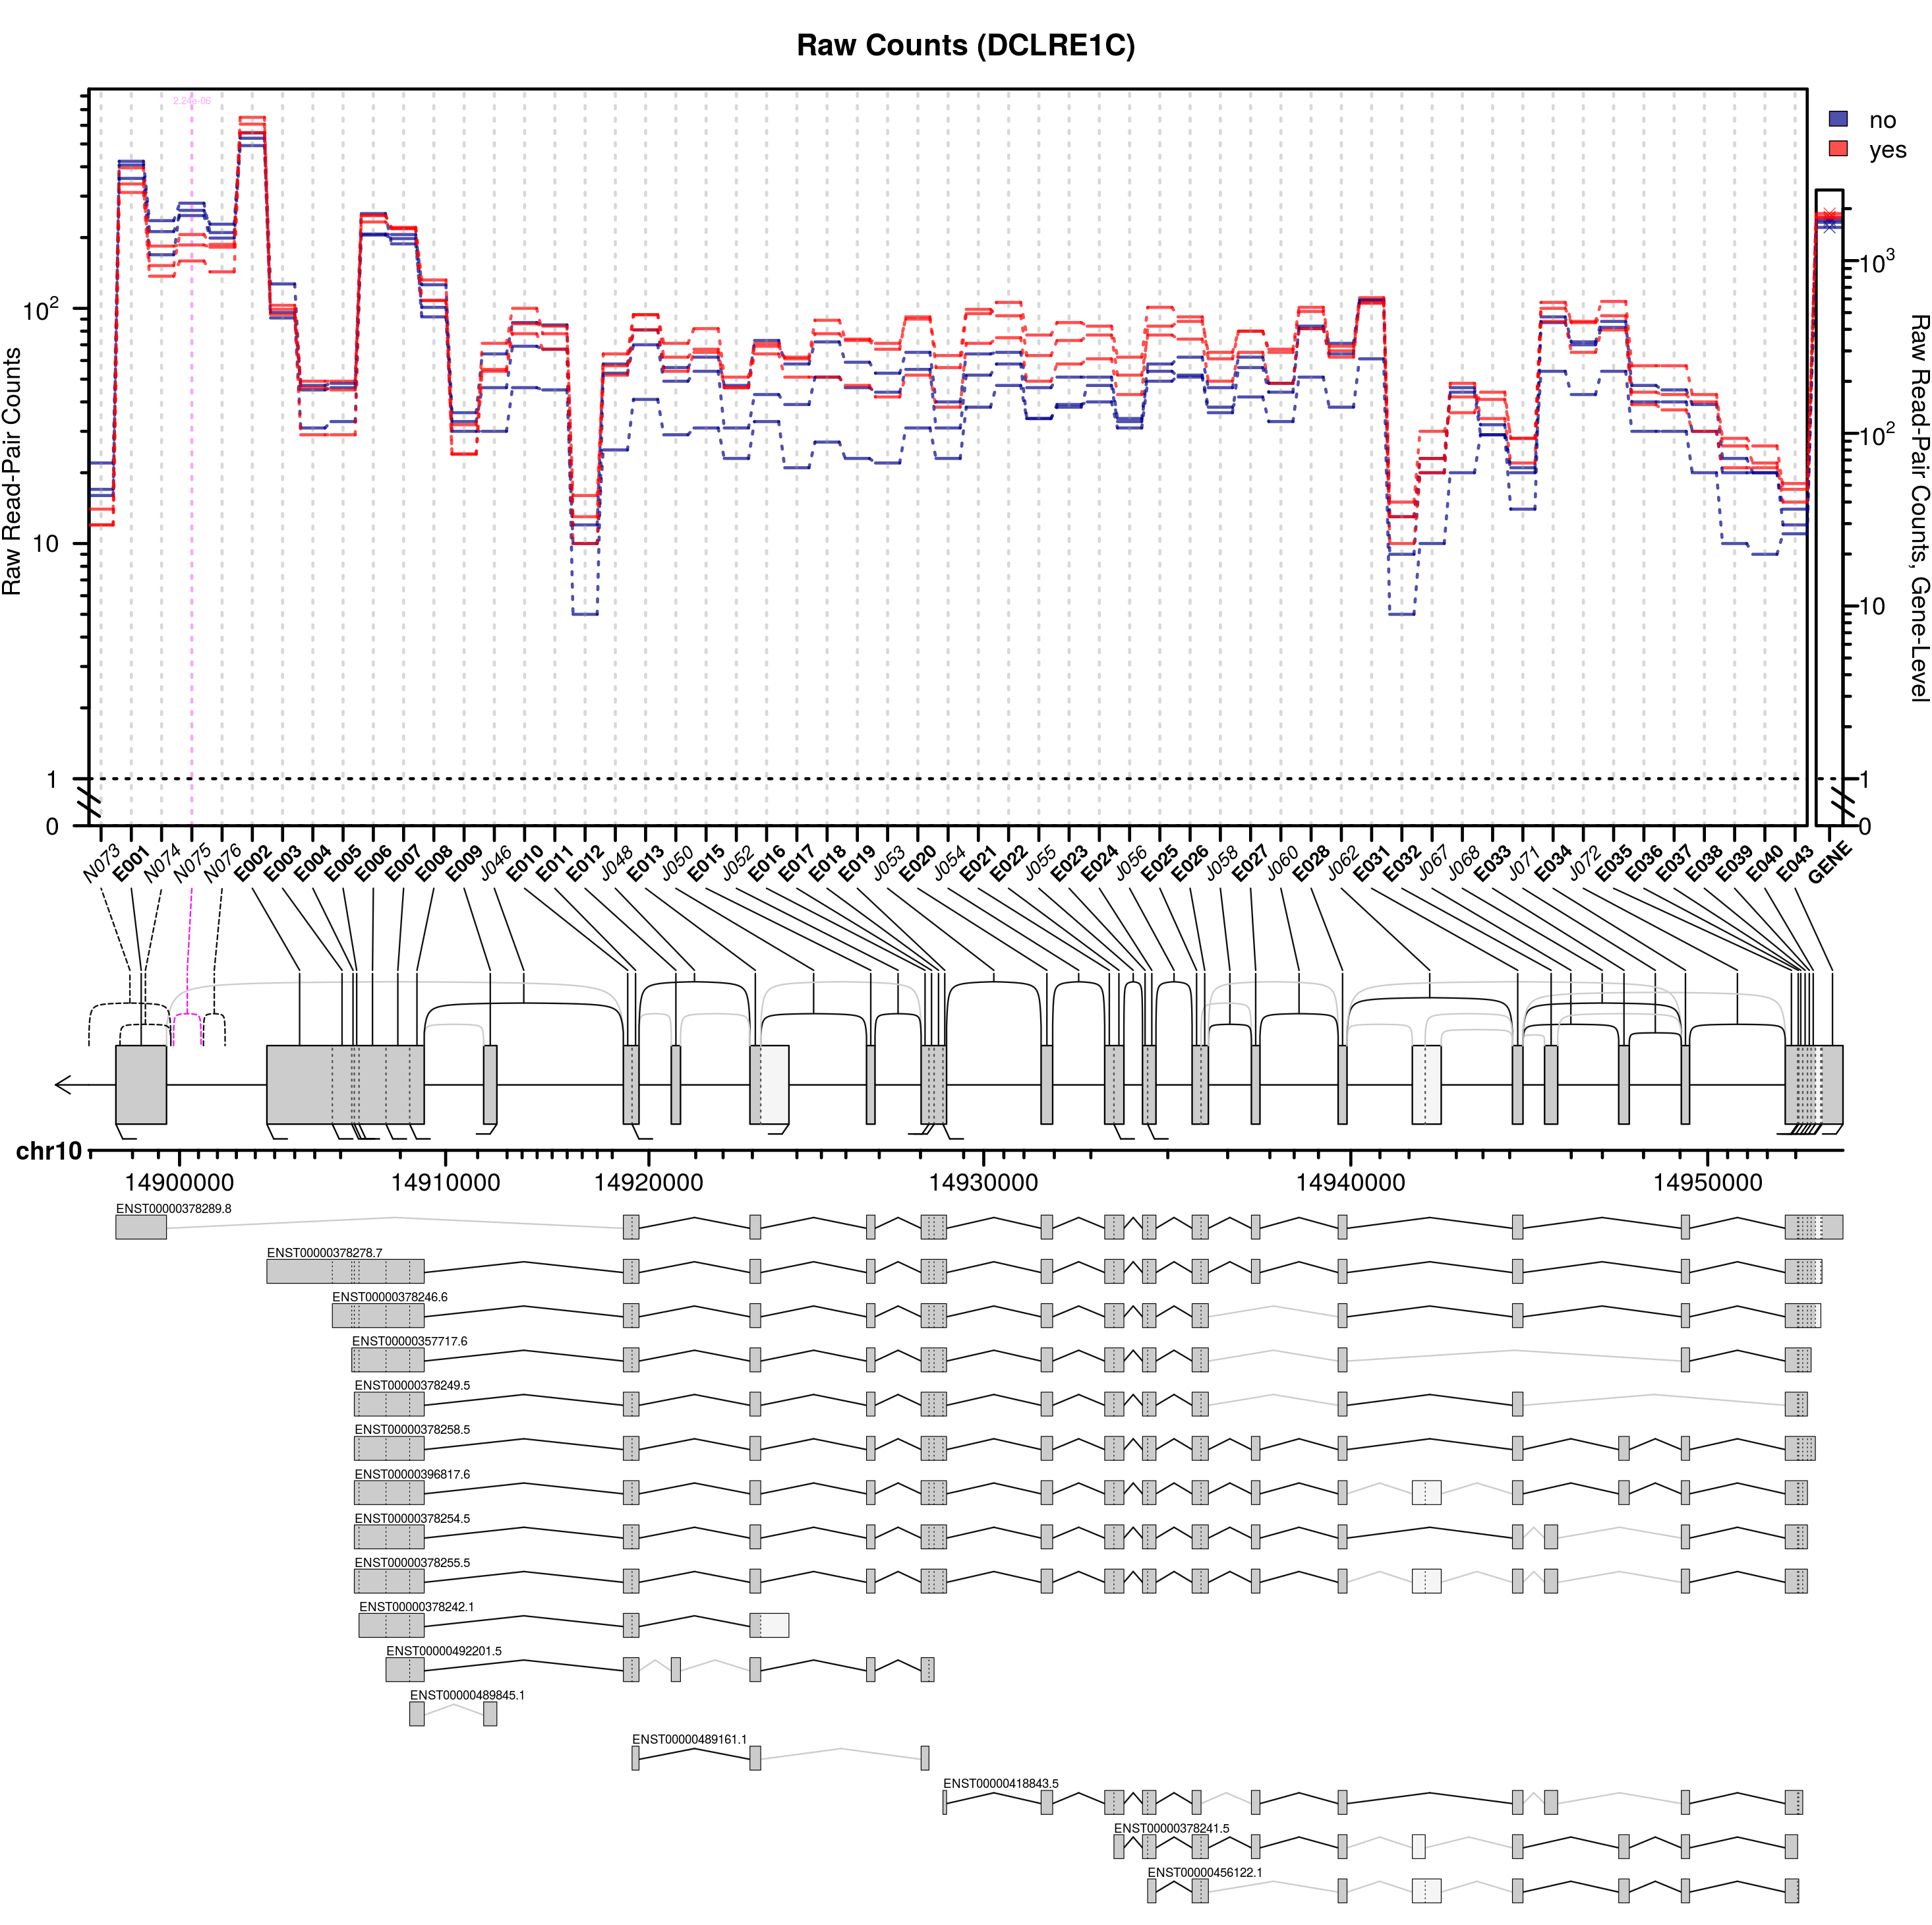 Raw Counts (DCLRE1C)
2.24e-06
no
yes
Raw Read-Pair Counts
10²
10
1
0
Raw Read-Pair Counts, Gene-Level
10³
10²
10
1
0
N073 E001 N074 N075 N076 E002 E003 E004 E005 E006 E007 E008 E009 J046 E010 E011 E012 J048 E013 J050 E015 J052 E016 E017 E018 E019 J053 E020 J054 E021 E022 J055 E023 E024 J056 E025 E026 J058 E027 J060 E028 J062 E031 E032 J067 J068 E033 J071 E034 J072 E035 E036 E037 E038 E039 E040 E043 GENE
chr10
14900000 14910000 14920000 14930000 14940000 14950000
ENST00000378289.8
ENST00000378278.7
ENST00000378246.6
ENST00000357717.6
ENST00000378249.5
ENST00000378258.5
ENST00000396817.6
ENST00000378254.5
ENST00000378255.5
ENST00000378242.1
ENST00000492201.5
ENST00000489845.1
ENST00000489161.1
ENST00000418843.5
ENST00000378241.5
ENST00000456122.1